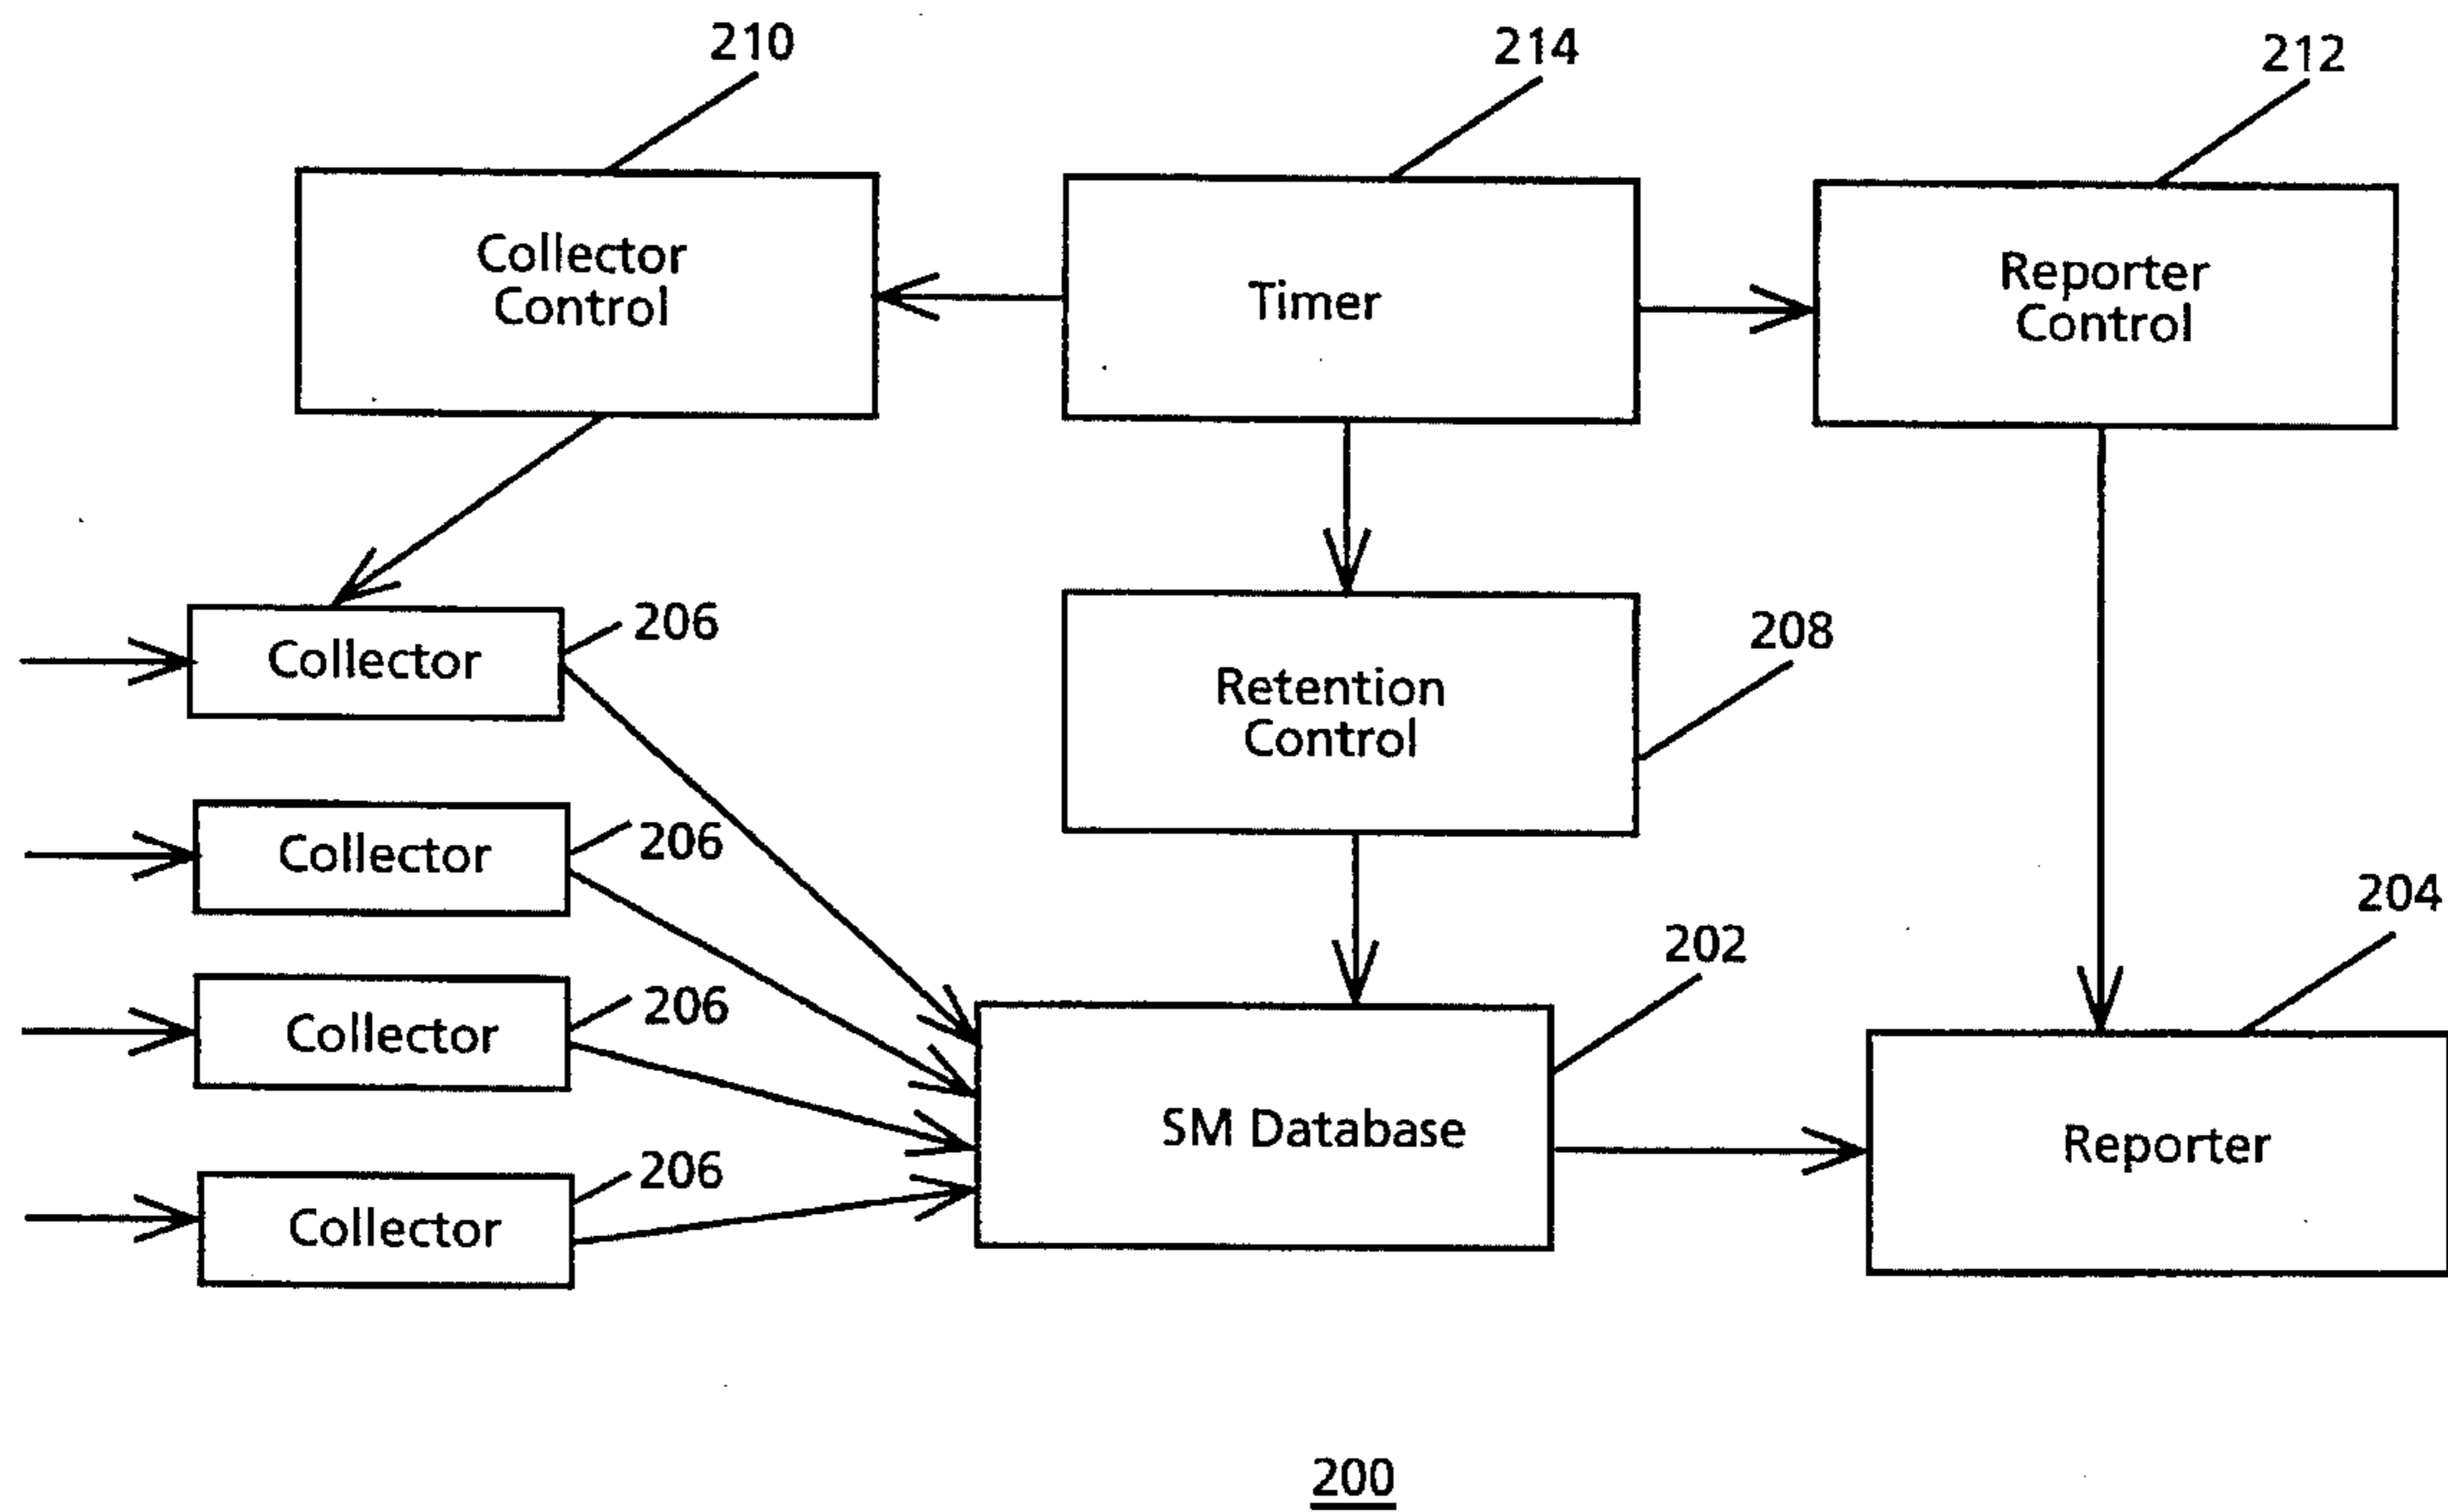 210
214
212
Collector
Control
Timer
Reporter
Control
Collector
206
Retention
Control
208
Collector
206
204
202
Collector
206
SM Database
Reporter
Collector
206
200